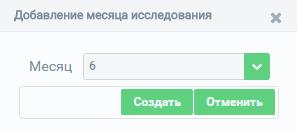 Добавление месяца исследования
Месяц 6
Создать Отменить